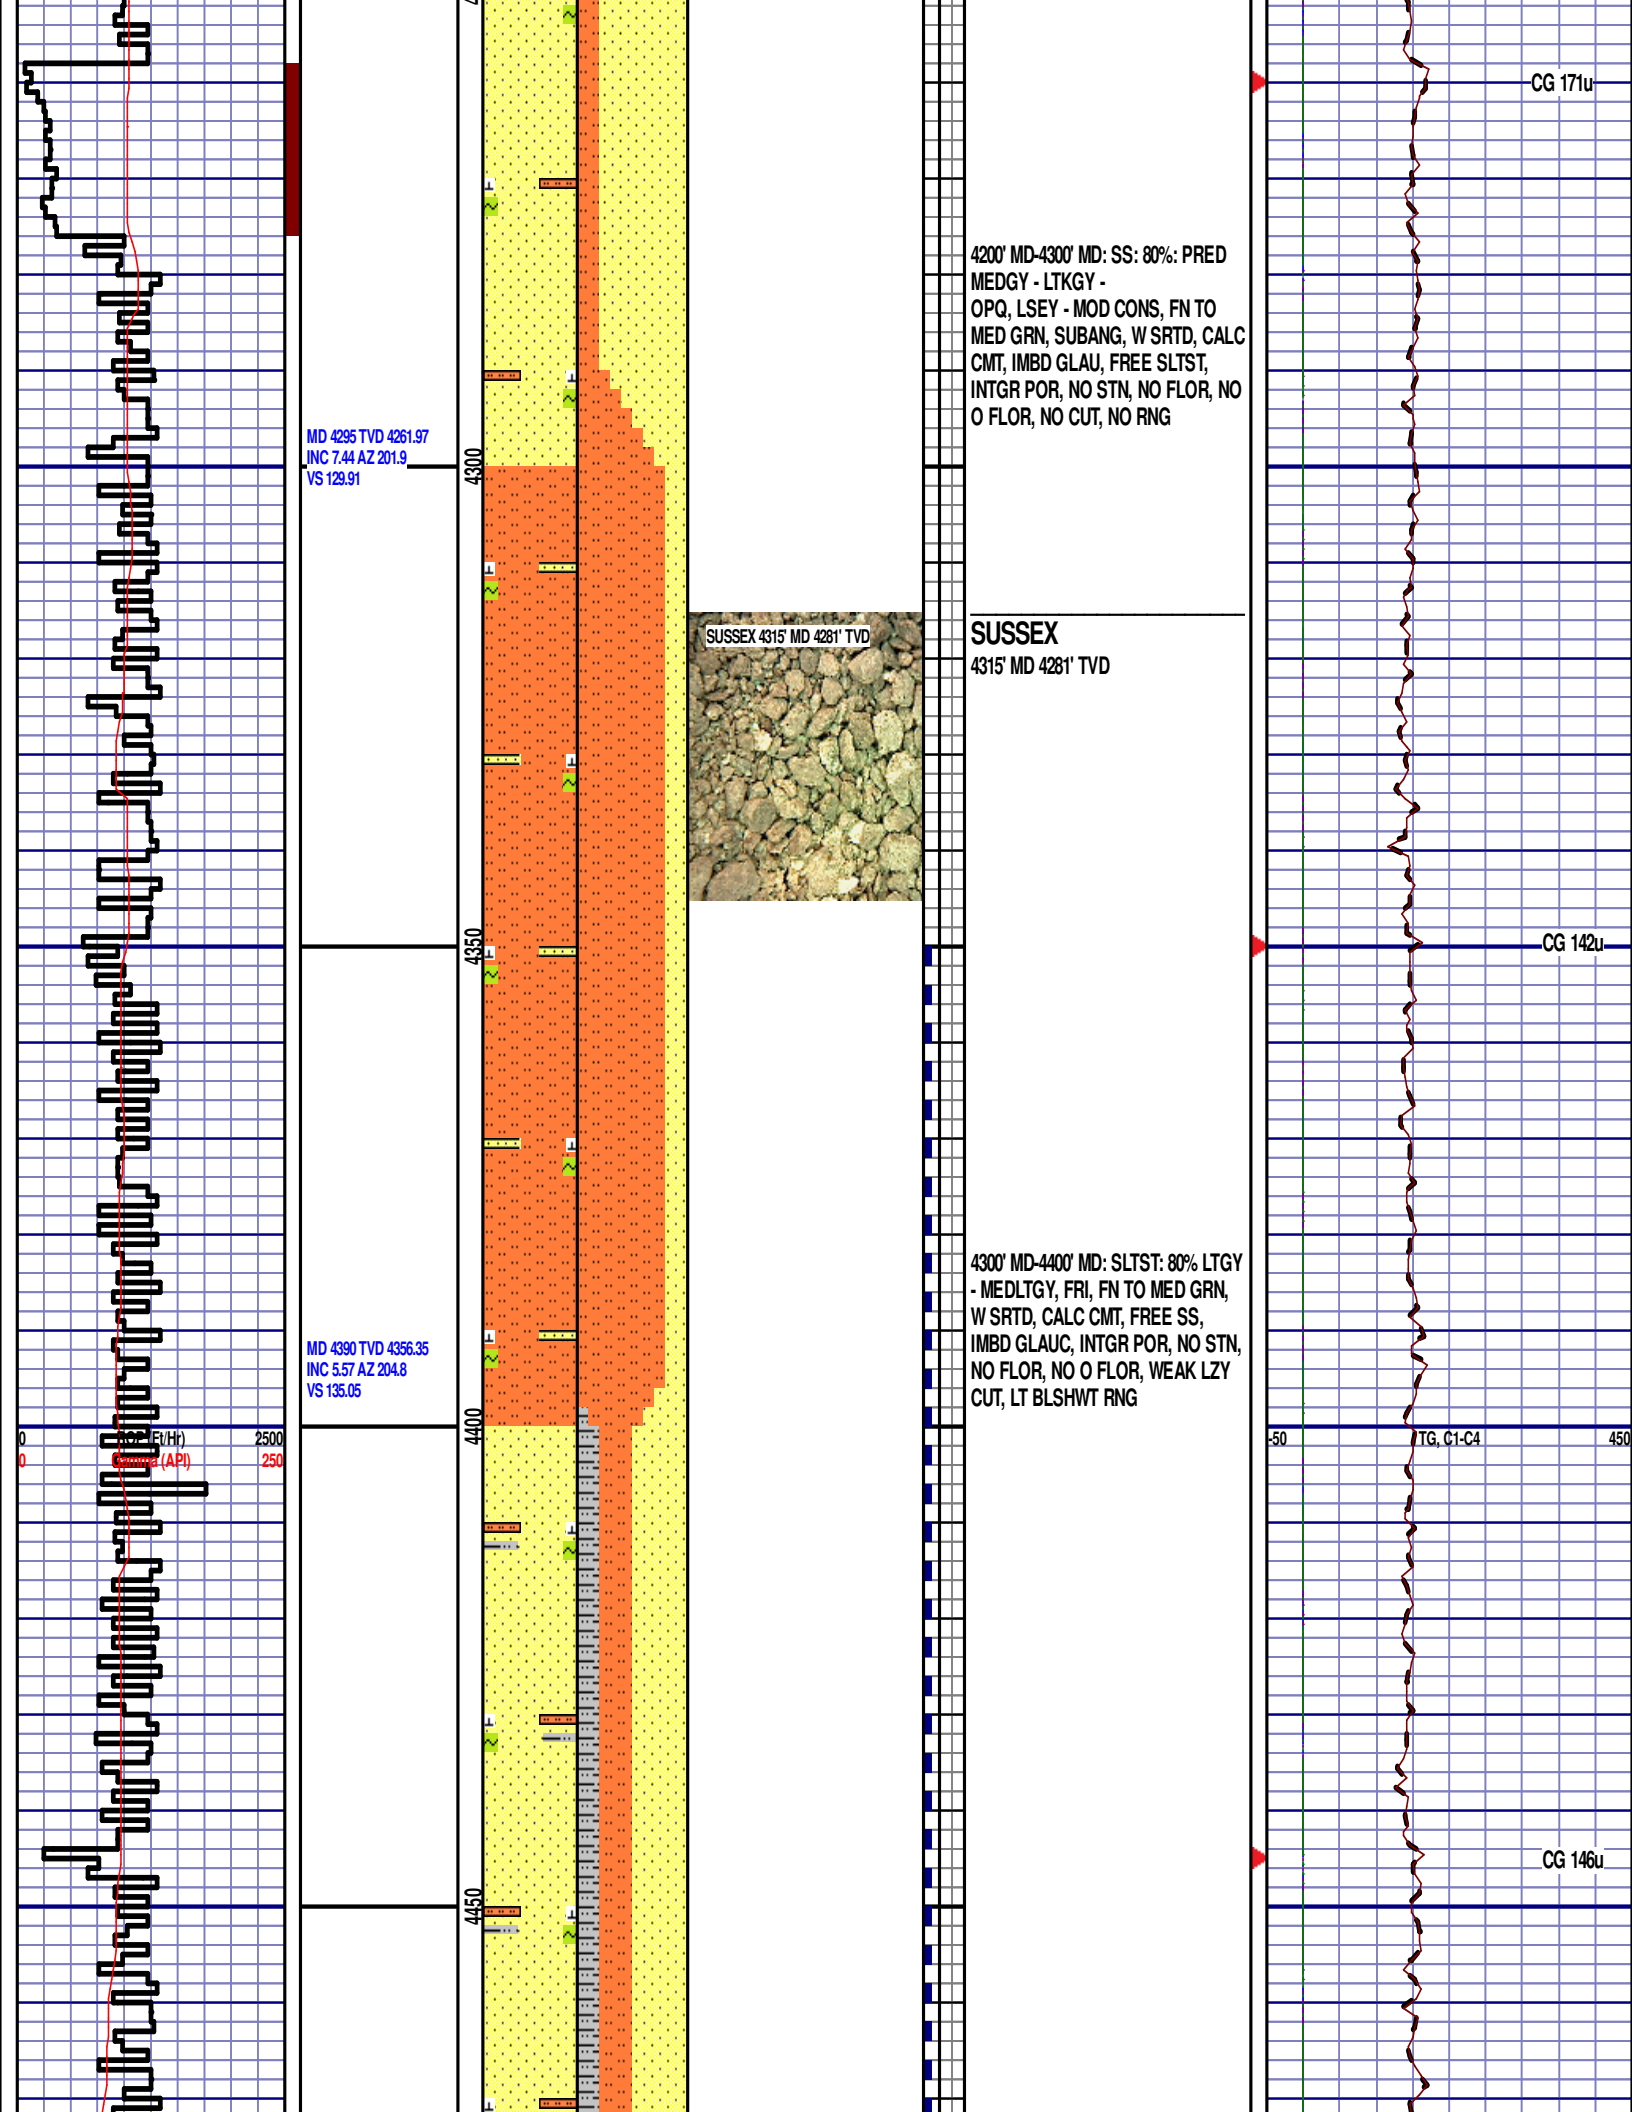 CG 171u
4200' MD-4300' MD: SS: 80%: PRED
MEDGY - LTKGY -
OPQ, LSEY - MOD CONS, FN TO
MED GRN, SUBANG, W SRTD, CALC
CMT, IMBD GLAU, FREE SLTST,
INTGR POR, NO STN, NO FLOR, NO
O FLOR, NO CUT, NO RNG
MD 4295 TVD 4261.97
INC 7.44 AZ 201.9
VS 129.91
4300
SUSSEX 4315' MD 4281' TVD
SUSSEX
4315' MD 4281' TVD
4350
CG 142u
4300' MD-4400' MD: SLTST: 80% LTGY
- MEDLTGY, FRI, FN TO MED GRN,
W SRTD, CALC CMT, FREE SS,
IMBD GLAUC, INTGR POR, NO STN,
NO FLOR, NO O FLOR, WEAK LZY
CUT, LT BLSHWT RNG
MD 4390 TVD 4356.35
INC 5.57 AZ 204.8
VS 135.05
4400
0 ROP (Ft/Hr) 2500
0 Gamma (API) 250
-50 TG, C1-C4 450
CG 146u
4450